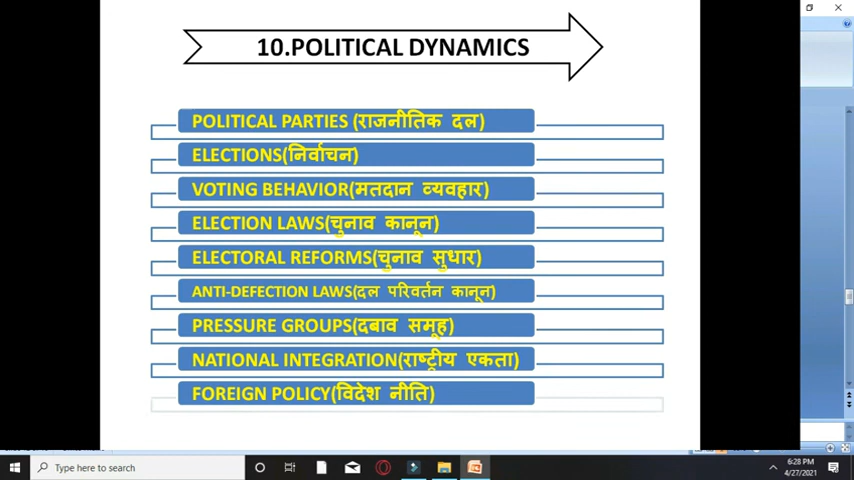 10.POLITICAL DYNAMICS
POLITICAL PARTIES (राजनीतिक दल)
ELECTIONS(निर्वाचन)
VOTING BEHAVIOR(मतदान व्यवहार)
ELECTION LAWS(चुनाव कानून)
ELECTORAL REFORMS(चुनाव सुधार)
ANTI-DEFECTION LAWS(दल परिवर्तन कानून)
PRESSURE GROUPS(दबाव समूह)
NATIONAL INTEGRATION(राष्ट्रीय एकता)
FOREIGN POLICY(विदेश नीति)
Type here to search
6:28 PM
4/27/2021